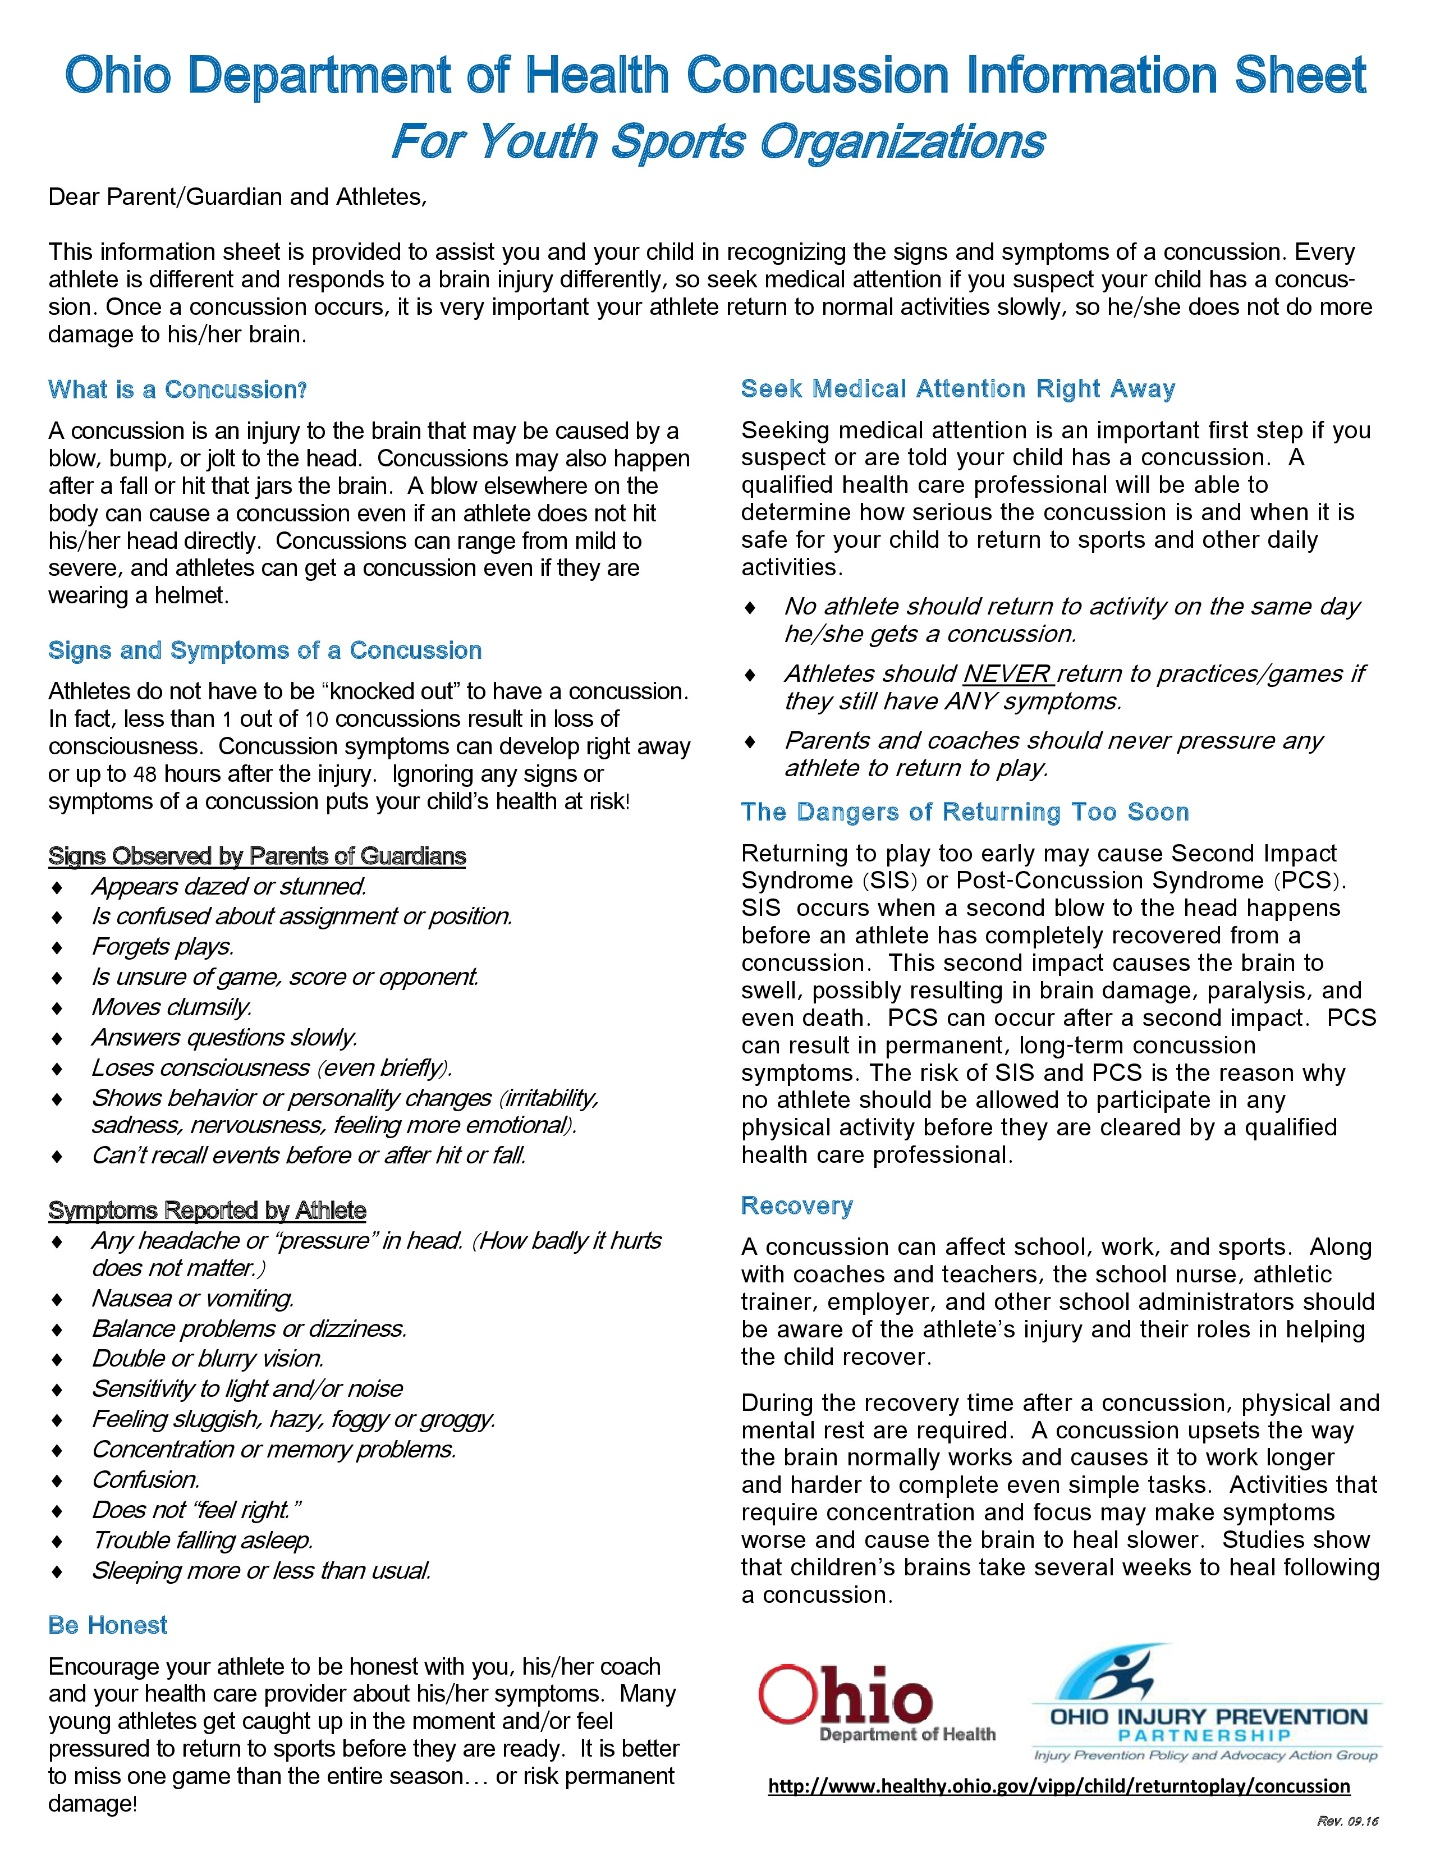 Ohio Department of Health Concussion Information Sheet
For Youth Sports Organizations
Dear Parent/Guardian and Athletes,
This information sheet is provided to assist you and your child in recognizing the signs and symptoms of a concussion. Every
athlete is different and responds to a brain injury differently, so seek medical attention if you suspect your child has a concus-
sion. Once a concussion occurs, it is very important your athlete return to normal activities slowly, so he/she does not do more
damage to his/her brain.
What is a Concussion?
A concussion is an injury to the brain that may be caused by a
blow, bump, or jolt to the head. Concussions may also happen
after a fall or hit that jars the brain. A blow elsewhere on the
body can cause a concussion even if an athlete does not hit
his/her head directly. Concussions can range from mild to
severe, and athletes can get a concussion even if they are
wearing a helmet.
Signs and Symptoms of a Concussion
Athletes do not have to be “knocked out” to have a concussion.
In fact, less than 1 out of 10 concussions result in loss of
consciousness. Concussion symptoms can develop right away
or up to 48 hours after the injury. Ignoring any signs or
symptoms of a concussion puts your child’s health at risk!
Signs Observed by Parents of Guardians
♦ Appears dazed or stunned.
♦ Is confused about assignment or position.
♦ Forgets plays.
♦ Is unsure of game, score or opponent.
♦ Moves clumsily.
♦ Answers questions slowly.
♦ Loses consciousness (even briefly).
♦ Shows behavior or personality changes (irritability,
sadness, nervousness, feeling more emotional).
♦ Can’t recall events before or after hit or fall.
Symptoms Reported by Athlete
♦ Any headache or “pressure” in head. (How badly it hurts
does not matter.)
♦ Nausea or vomiting.
♦ Balance problems or dizziness.
♦ Double or blurry vision.
♦ Sensitivity to light and/or noise
♦ Feeling sluggish, hazy, foggy or groggy.
♦ Concentration or memory problems.
♦ Confusion.
♦ Does not “feel right.”
♦ Trouble falling asleep.
♦ Sleeping more or less than usual.
Be Honest
Encourage your athlete to be honest with you, his/her coach
and your health care provider about his/her symptoms. Many
young athletes get caught up in the moment and/or feel
pressured to return to sports before they are ready. It is better
to miss one game than the entire season… or risk permanent
damage!
Seek Medical Attention Right Away
Seeking medical attention is an important first step if you
suspect or are told your child has a concussion. A
qualified health care professional will be able to
determine how serious the concussion is and when it is
safe for your child to return to sports and other daily
activities.
♦ No athlete should return to activity on the same day
he/she gets a concussion.
♦ Athletes should NEVER return to practices/games if
they still have ANY symptoms.
♦ Parents and coaches should never pressure any
athlete to return to play.
The Dangers of Returning Too Soon
Returning to play too early may cause Second Impact
Syndrome (SIS) or Post-Concussion Syndrome (PCS).
SIS occurs when a second blow to the head happens
before an athlete has completely recovered from a
concussion. This second impact causes the brain to
swell, possibly resulting in brain damage, paralysis, and
even death. PCS can occur after a second impact. PCS
can result in permanent, long-term concussion
symptoms. The risk of SIS and PCS is the reason why
no athlete should be allowed to participate in any
physical activity before they are cleared by a qualified
health care professional.
Recovery
A concussion can affect school, work, and sports. Along
with coaches and teachers, the school nurse, athletic
trainer, employer, and other school administrators should
be aware of the athlete’s injury and their roles in helping
the child recover.
During the recovery time after a concussion, physical and
mental rest are required. A concussion upsets the way
the brain normally works and causes it to work longer
and harder to complete even simple tasks. Activities that
require concentration and focus may make symptoms
worse and cause the brain to heal slower. Studies show
that children’s brains take several weeks to heal following
a concussion.
Ohio
Department of Health
OHIO INJURY PREVENTION
PARTNERSHIP
Injury Prevention Policy and Advocacy Action Group
http://www.healthy.ohio.gov/vipp/child/returntoplay/concussion
Rev. 09.16